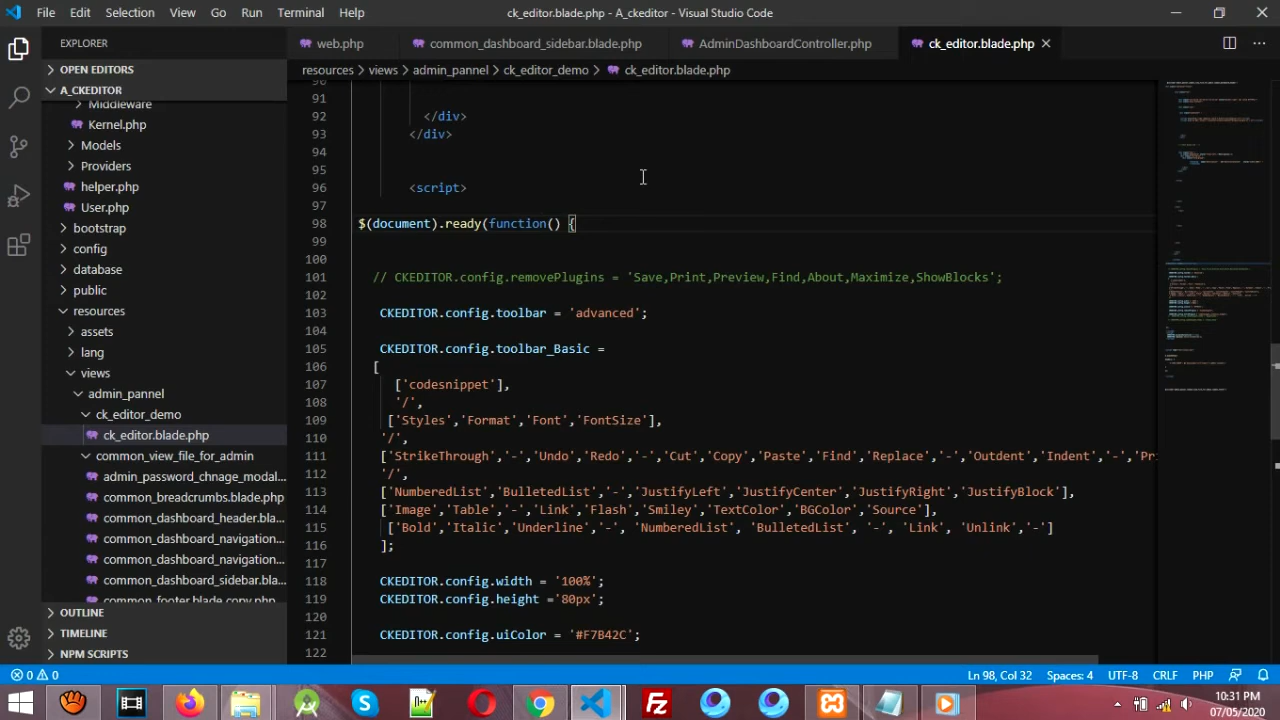 File Edit Selection View Go Run Terminal Help
ck_editor.blade.php - A_ckeditor - Visual Studio Code
EXPLORER
web.php
common_dashboard_sidebar.blade.php
AdminDashboardController.php
ck_editor.blade.php
OPEN EDITORS
resources > views > admin_pannel > ck_editor_demo > ck_editor.blade.php
A_CKEDITOR
Middleware
Kernel.php
Models
Providers
helper.php
User.php
bootstrap
config
database
public
resources
assets
lang
views
admin_pannel
ck_editor_demo
ck_editor.blade.php
common_view_file_for_admin
admin_password_chnage_modal...
common_breadcrumbs.blade.php
common_dashboard_header.bla...
common_dashboard_navigation...
common_dashboard_navigation...
common_dashboard_sidebar.bla...
common_footer.blade copy.php
OUTLINE
TIMELINE
NPM SCRIPTS
90
91
92 </div>
93 </div>
94
95
96 <script>
97
98 $(document).ready(function() {
99
100
101 // CKEDITOR.config.removePlugins = 'Save,Print,Preview,Find,About,Maximize,ShowBlocks';
102
103 CKEDITOR.config.toolbar = 'advanced';
104
105 CKEDITOR.config.toolbar_Basic =
106 [
107 ['codesnippet'],
108 '/',
109 ['Styles','Format','Font','FontSize'],
110 '/',
111 ['StrikeThrough','-','Undo','Redo','-','Cut','Copy','Paste','Find','Replace','-','Outdent','Indent','-','Pr
112 '/',
113 ['NumberedList','BulletedList','-','JustifyLeft','JustifyCenter','JustifyRight','JustifyBlock'],
114 ['Image','Table','-','Link','Flash','Smiley','TextColor','BGColor','Source'],
115 ['Bold','Italic','Underline','-', 'NumberedList', 'BulletedList', '-', 'Link', 'Unlink','-']
116 ];
117
118 CKEDITOR.config.width = '100%';
119 CKEDITOR.config.height ='80px';
120
121 CKEDITOR.config.uiColor = '#F7B42C';
122
0 0
Ln 98, Col 32 Spaces: 4 UTF-8 CRLF PHP
10:31 PM
07/05/2020